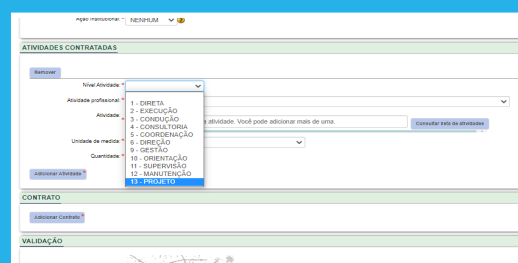 Ação Institucional: * NENHUM
ATIVIDADES CONTRATADAS
Remover
Nível Atividade: *
Atividade profissional: *
Atividade: * a atividade. Você pode adicionar mais de uma. Consultar lista de atividades
Unidade de medida: *
Quantidade: *
1 - DIRETA
2 - EXECUÇÃO
3 - CONDUÇÃO
4 - CONSULTORIA
5 - COORDENAÇÃO
6 - DIREÇÃO
9 - GESTÃO
10 - ORIENTAÇÃO
11 - SUPERVISÃO
12 - MANUTENÇÃO
13 - PROJETO
Adicionar Atividade *
CONTRATO
Adicionar Contrato *
VALIDAÇÃO